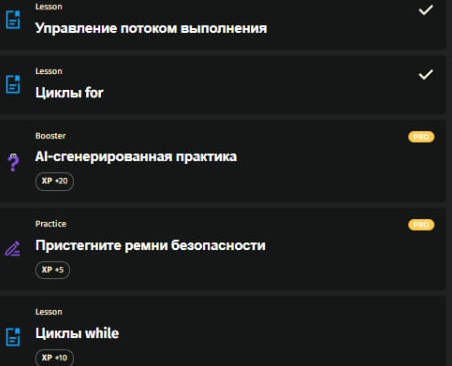 Lesson
Управление потоком выполнения
Lesson
Циклы for
Booster
PRO
AI-сгенерированная практика
XP +20
Practice
PRO
Пристегните ремни безопасности
XP +5
Lesson
Циклы while
XP +10